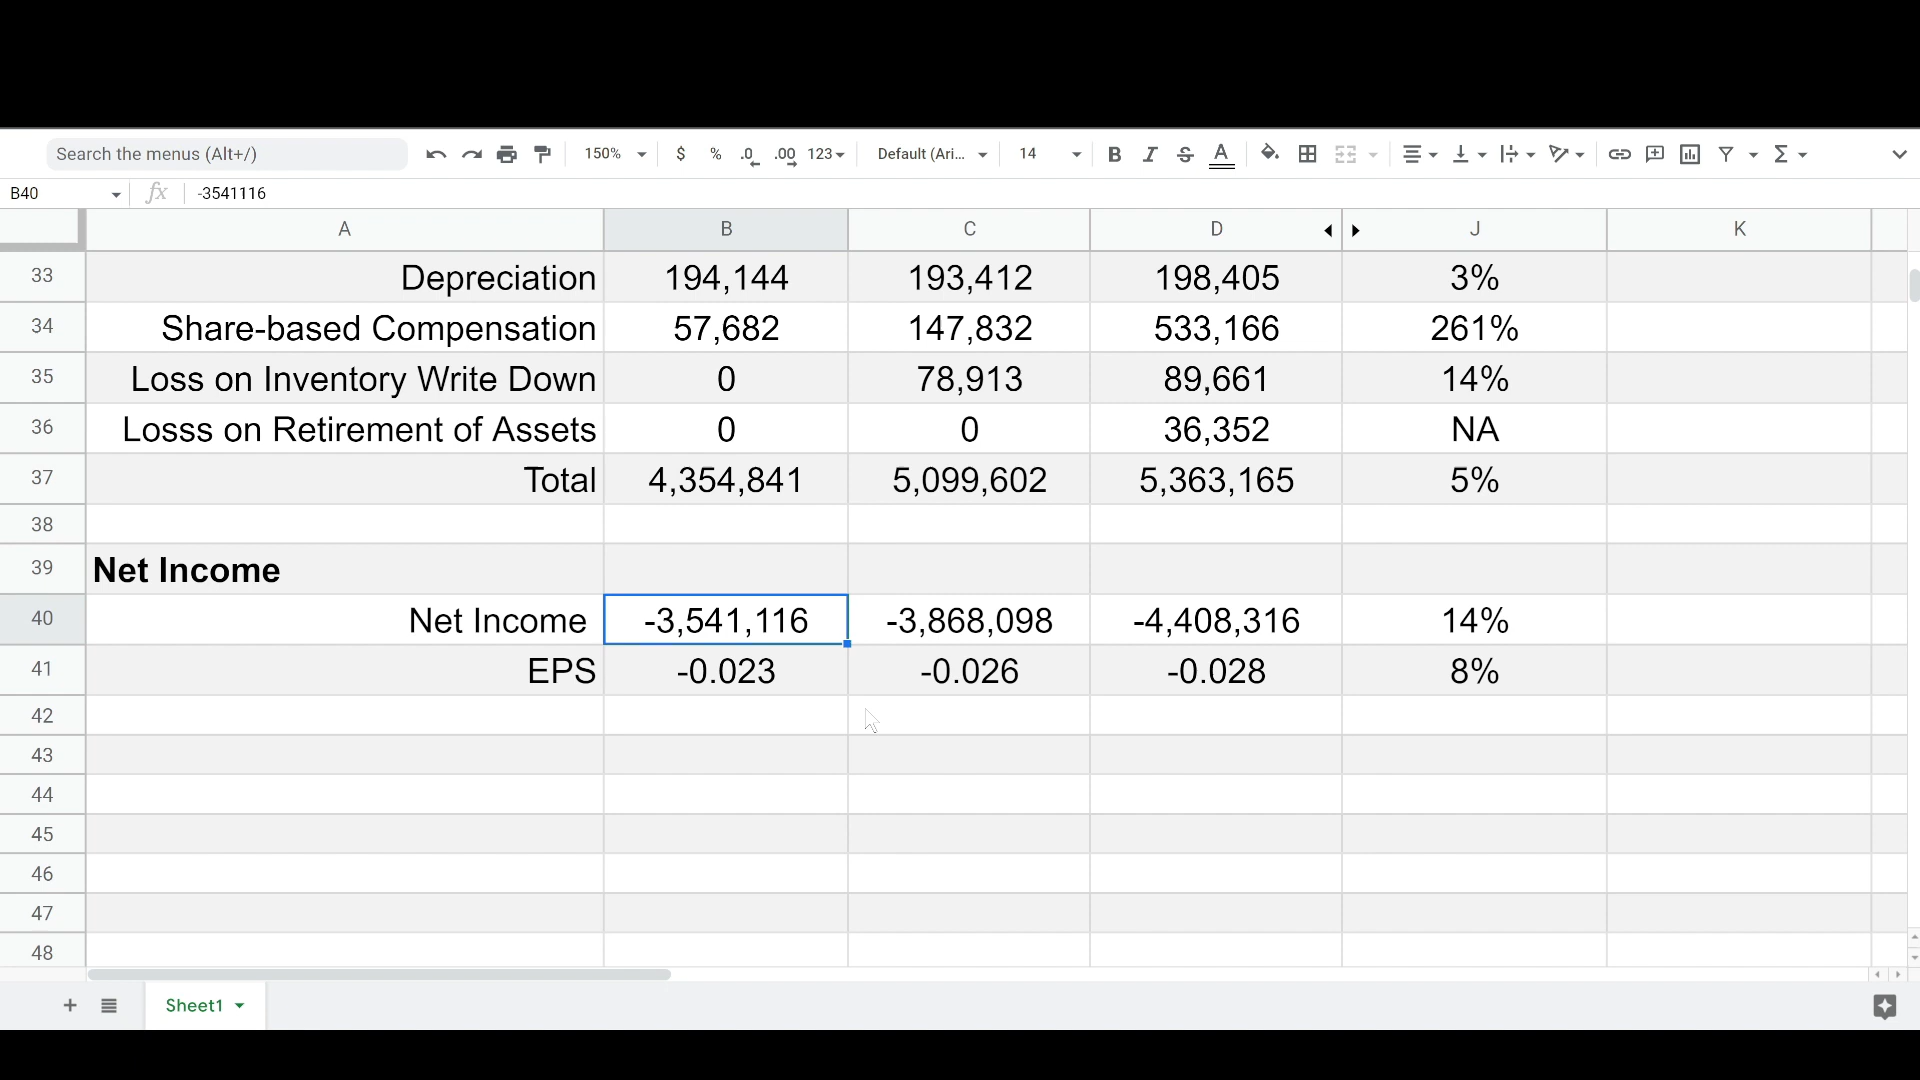 Search the menus (Alt+/) 150% $ % .0 .00 123 Default (Ari... 14 B I S A
B40 fx -3541116
A B C D J K
33 Depreciation 194,144 193,412 198,405 3%
34 Share-based Compensation 57,682 147,832 533,166 261%
35 Loss on Inventory Write Down 0 78,913 89,661 14%
36 Losss on Retirement of Assets 0 0 36,352 NA
37 Total 4,354,841 5,099,602 5,363,165 5%
38
39 Net Income
40 Net Income -3,541,116 -3,868,098 -4,408,316 14%
41 EPS -0.023 -0.026 -0.028 8%
42
43
44
45
46
47
48
Sheet1